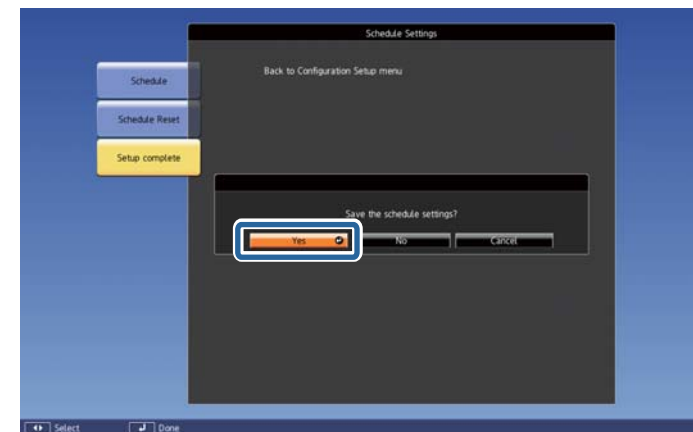 Schedule Settings
Schedule
Back to Configuration Setup menu
Schedule Reset
Setup complete
Save the schedule settings?
Yes No Cancel
Select Done